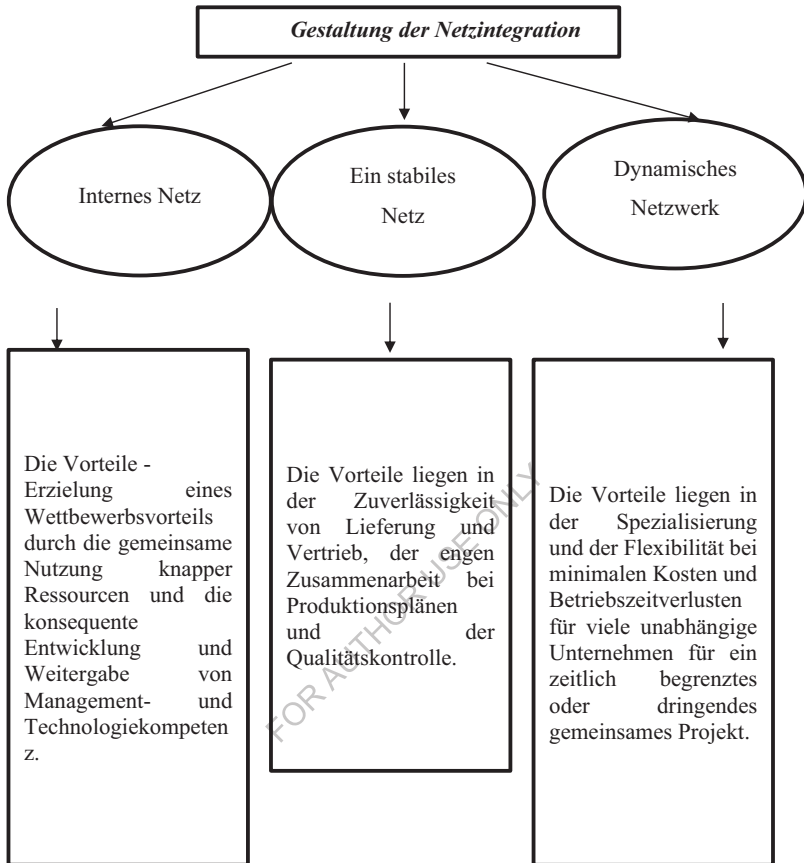 Gestaltung der Netzintegration
Internes Netz
Ein stabiles
Netz
Dynamisches
Netzwerk
Die Vorteile -
Erzielung eines
Wettbewerbsvorteils
durch die gemeinsame
Nutzung knapper
Ressourcen und die
konsequente
Entwicklung und
Weitergabe von
Management- und
Technologiekompeten
z.
Die Vorteile liegen in
der Zuverlässigkeit
von Lieferung und
Vertrieb, der engen
Zusammenarbeit bei
Produktionsplänen
und der
Qualitätskontrolle.
Die Vorteile liegen in
der Spezialisierung
und der Flexibilität bei
minimalen Kosten und
Betriebszeitverlusten
für viele unabhängige
Unternehmen für ein
zeitlich begrenztes
oder dringendes
gemeinsames Projekt.
FOR AUTHOR USE ONLY